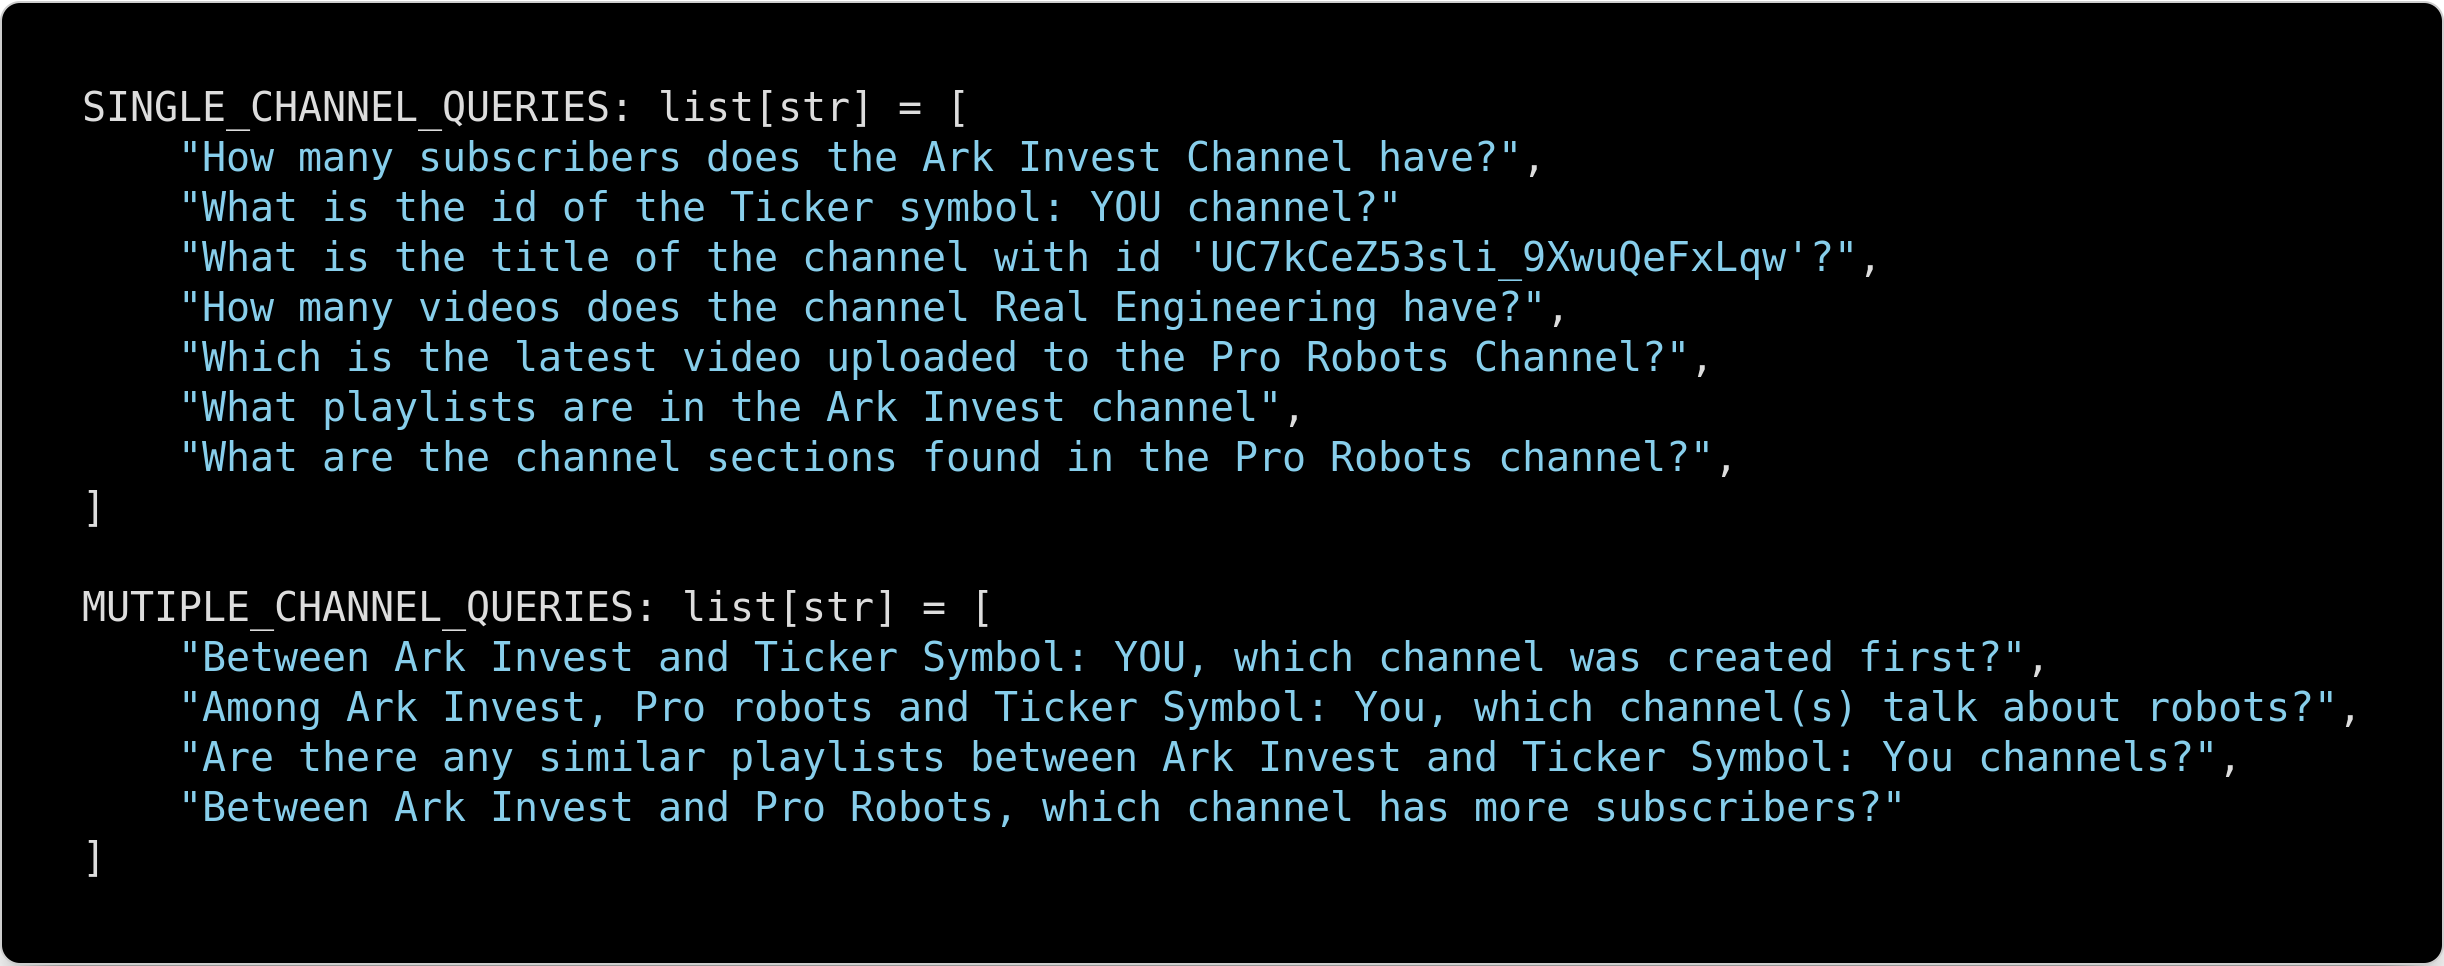 SINGLE_CHANNEL_QUERIES: list[str] = [
    "How many subscribers does the Ark Invest Channel have?",
    "What is the id of the Ticker symbol: YOU channel?"
    "What is the title of the channel with id 'UC7kCeZ53sli_9XwuQeFxLqw'?",
    "How many videos does the channel Real Engineering have?",
    "Which is the latest video uploaded to the Pro Robots Channel?",
    "What playlists are in the Ark Invest channel",
    "What are the channel sections found in the Pro Robots channel?",
]

MUTIPLE_CHANNEL_QUERIES: list[str] = [
    "Between Ark Invest and Ticker Symbol: YOU, which channel was created first?",
    "Among Ark Invest, Pro robots and Ticker Symbol: You, which channel(s) talk about robots?",
    "Are there any similar playlists between Ark Invest and Ticker Symbol: You channels?",
    "Between Ark Invest and Pro Robots, which channel has more subscribers?"
]